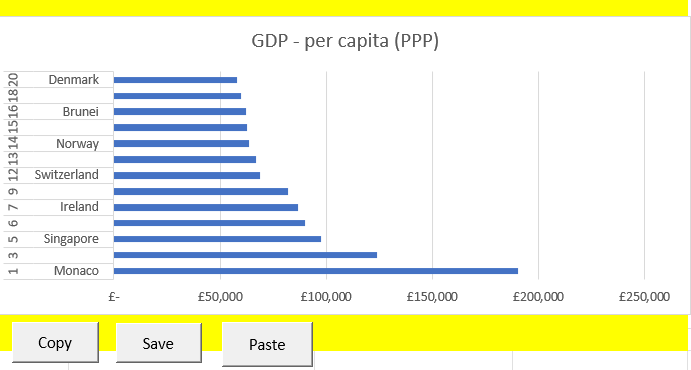 GDP - per capita (PPP)
20 Denmark
18
16 Brunei
15
14 Norway
13
12 Switzerland
9
7 Ireland
6
5 Singapore
3
1 Monaco
£- £50,000 £100,000 £150,000 £200,000 £250,000
Copy Save Paste